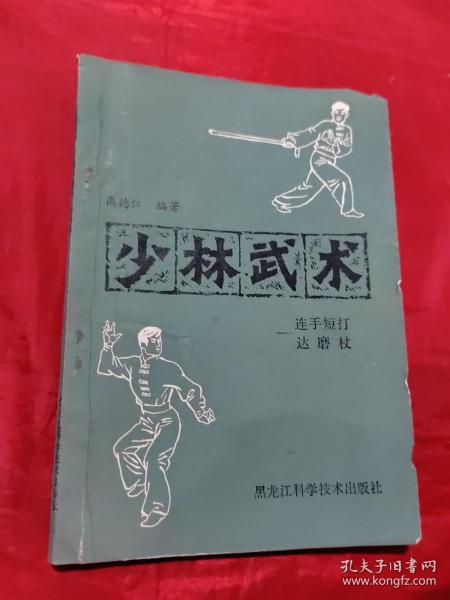 高德江 编著
少林武术
—连手短打
达磨杖
黑龙江科学技术出版社
孔夫子旧书网
www.kongfz.com